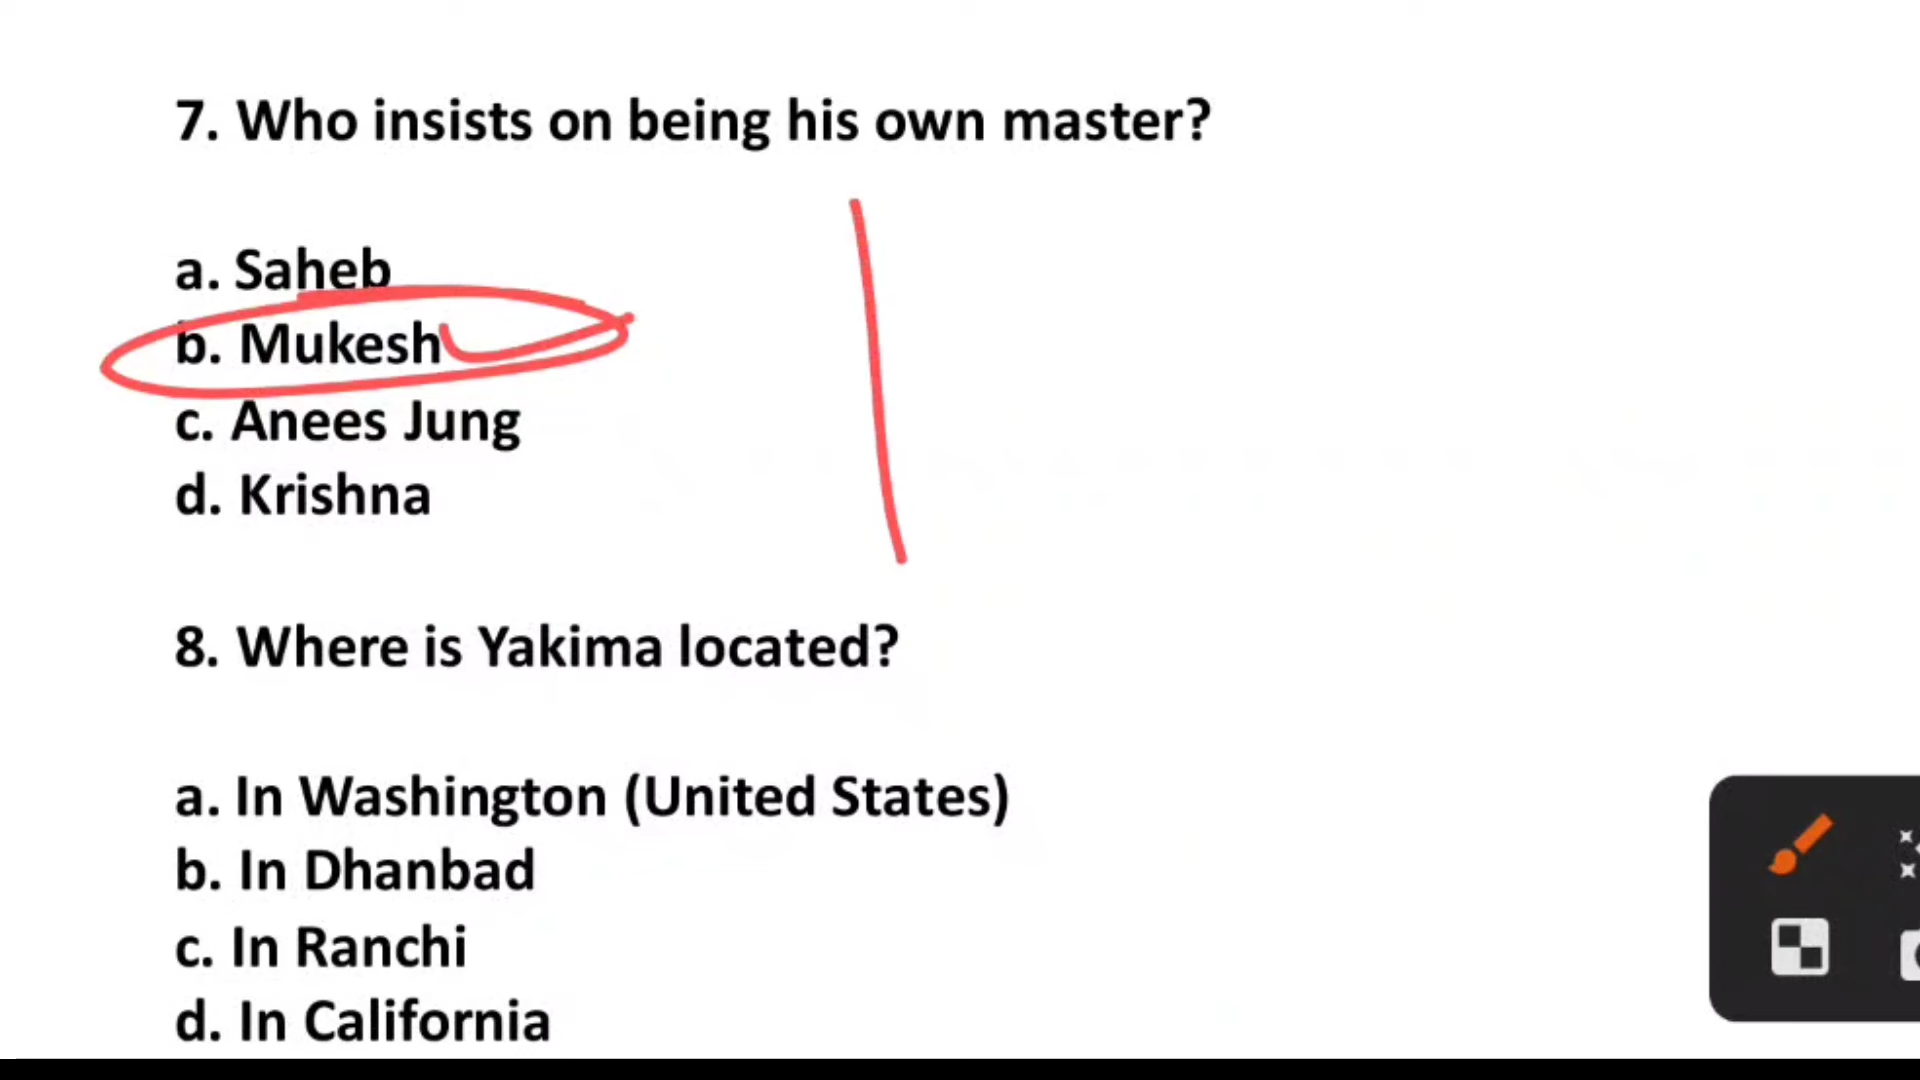 7. Who insists on being his own master?
a. Saheb
b. Mukesh
c. Anees Jung
d. Krishna
8. Where is Yakima located?
a. In Washington (United States)
b. In Dhanbad
c. In Ranchi
d. In California